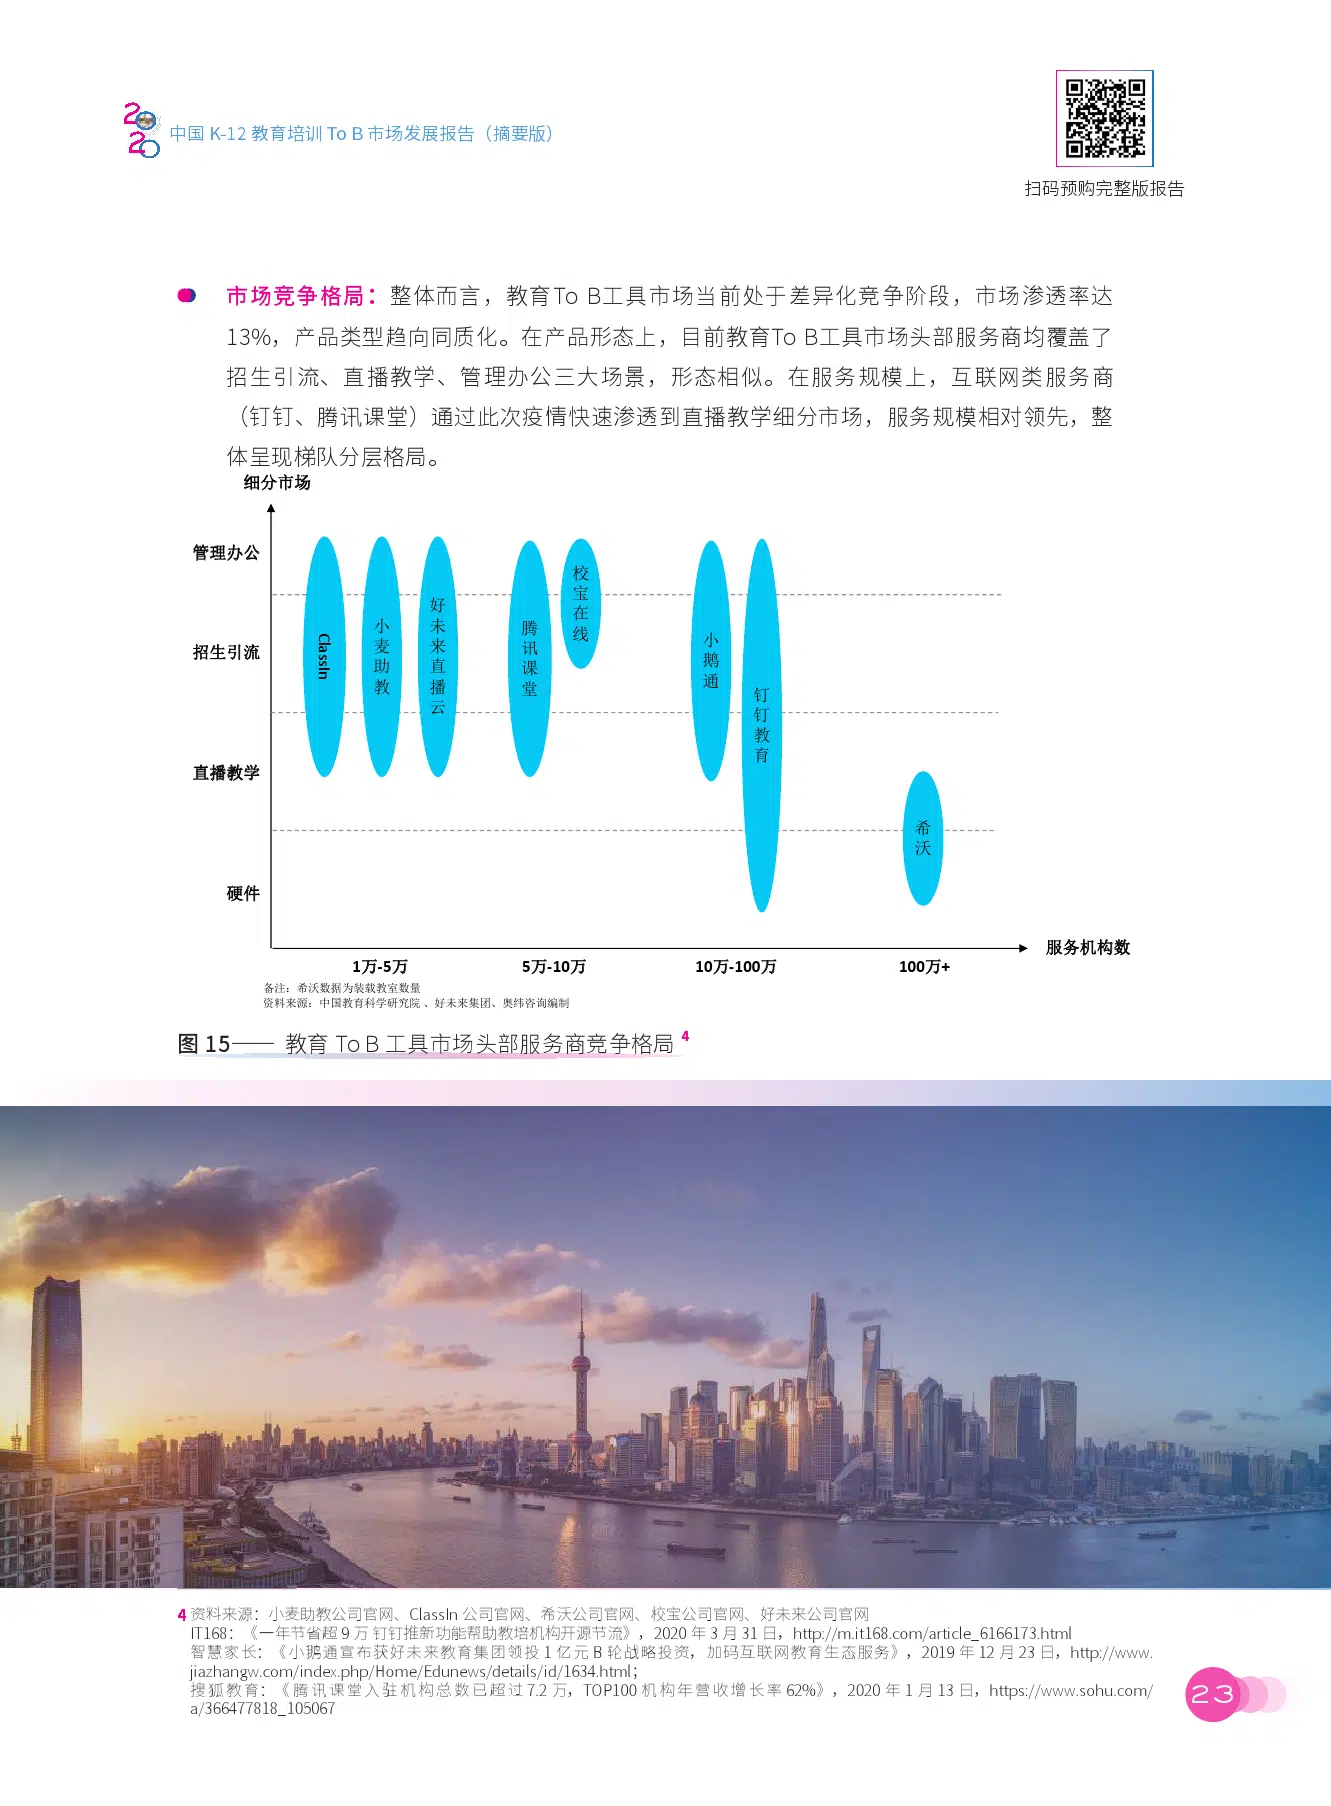 2020
中国 K-12 教育培训 To B 市场发展报告（摘要版）
扫码预购完整版报告
市场竞争格局：整体而言，教育To B工具市场当前处于差异化竞争阶段，市场渗透率达
13%，产品类型趋向同质化。在产品形态上，目前教育To B工具市场头部服务商均覆盖了
招生引流、直播教学、管理办公三大场景，形态相似。在服务规模上，互联网类服务商
（钉钉、腾讯课堂）通过此次疫情快速渗透到直播教学细分市场，服务规模相对领先，整
体呈现梯队分层格局。
细分市场
管理办公
招生引流
直播教学
硬件
ClassIn
小麦助教
好未来直播云
腾讯课堂
校宝在线
小鹅通
钉钉教育
希沃
服务机构数
1万-5万
5万-10万
10万-100万
100万+
备注：希沃数据为装载教室数量
资料来源：中国教育科学研究院 、好未来集团、奥纬咨询编制
图 15—— 教育 To B 工具市场头部服务商竞争格局 4
4 资料来源：小麦助教公司官网、ClassIn 公司官网、希沃公司官网、校宝公司官网、好未来公司官网
IT168：《一年节省超 9 万 钉钉推新功能帮助教培机构开源节流》，2020 年 3 月 31 日，http://m.it168.com/article_6166173.html
智慧家长：《小鹅通宣布获好未来教育集团领投 1 亿元 B 轮战略投资，加码互联网教育生态服务》，2019 年 12 月 23 日，http://www.
jiazhangw.com/index.php/Home/Edunews/details/id/1634.html；
搜狐教育：《腾讯课堂入驻机构总数已超过 7.2 万，TOP100 机构年营收增长率 62%》，2020 年 1 月 13 日，https://www.sohu.com/
a/366477818_105067
23